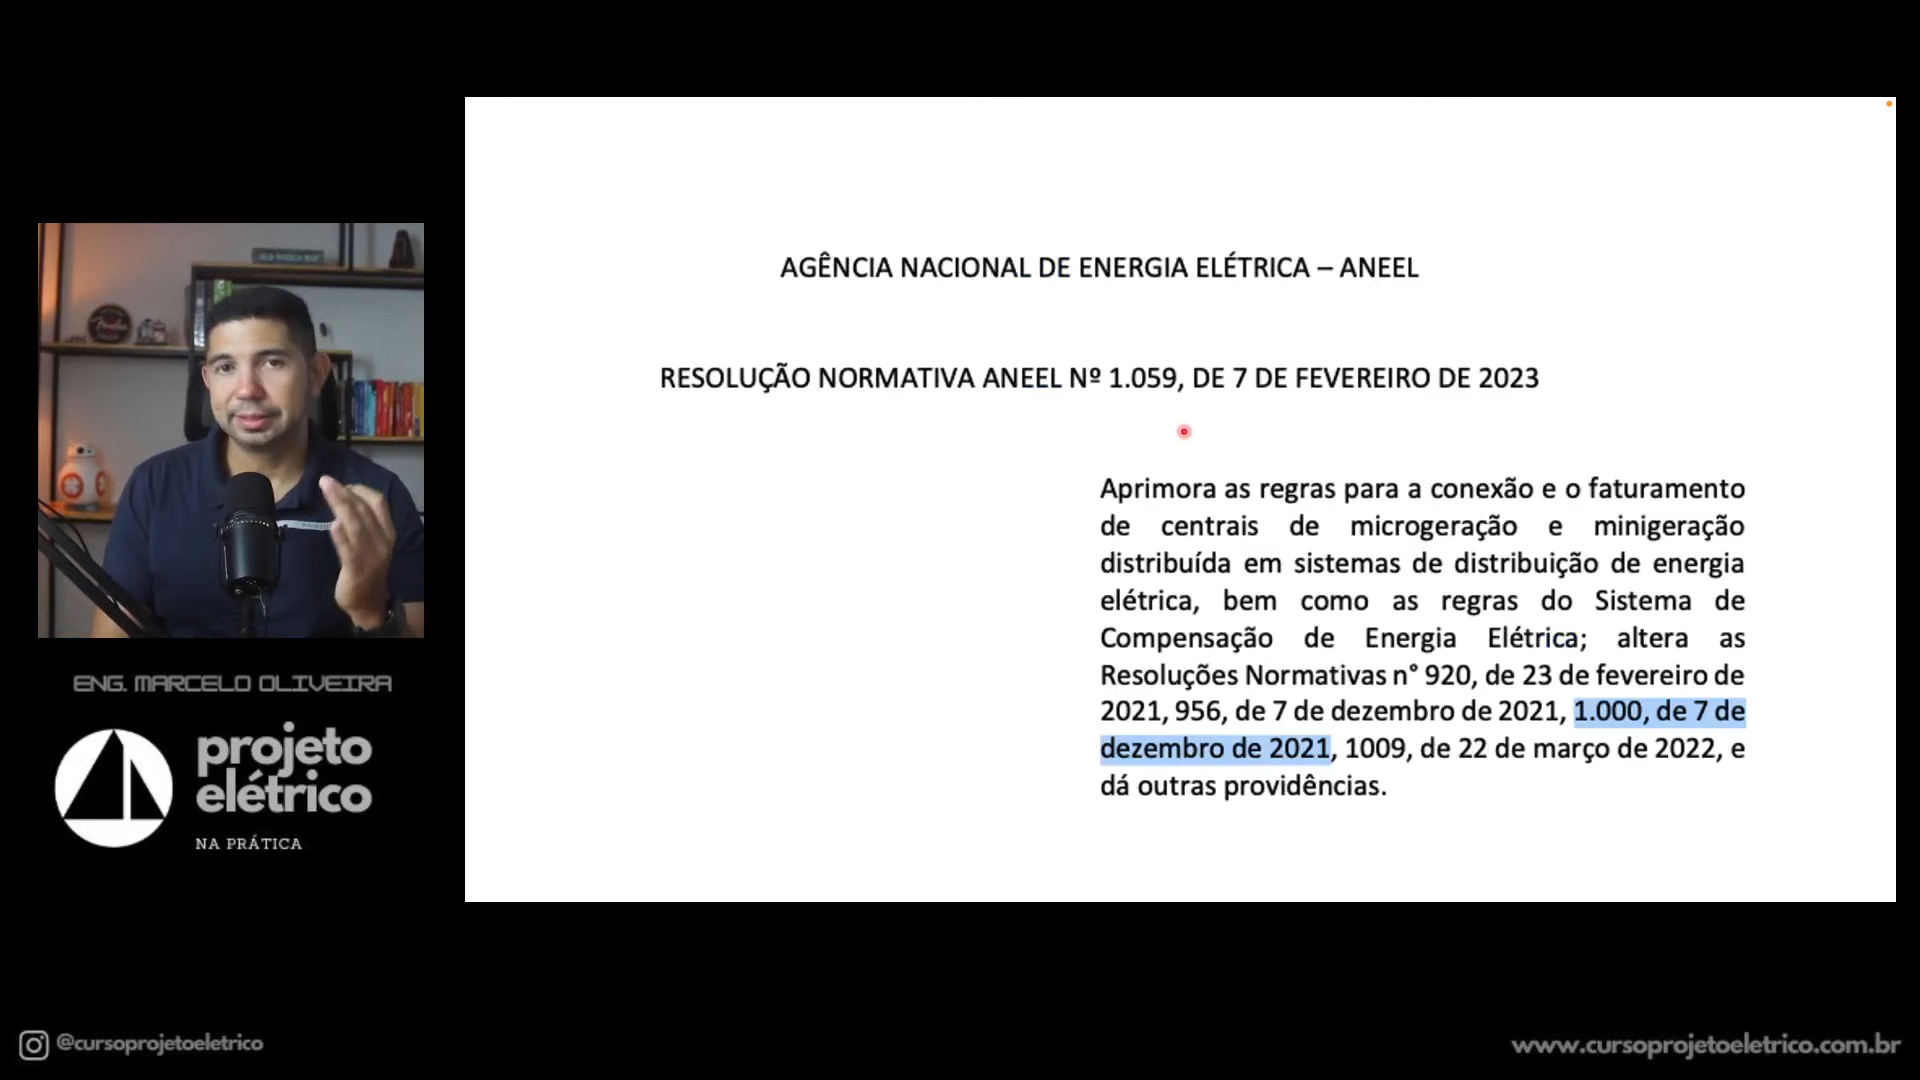 AGÊNCIA NACIONAL DE ENERGIA ELÉTRICA – ANEEL
RESOLUÇÃO NORMATIVA ANEEL Nº 1.059, DE 7 DE FEVEREIRO DE 2023
Aprimora as regras para a conexão e o faturamento
de centrais de microgeração e minigeração
distribuída em sistemas de distribuição de energia
elétrica, bem como as regras do Sistema de
Compensação de Energia Elétrica; altera as
Resoluções Normativas n° 920, de 23 de fevereiro de
2021, 956, de 7 de dezembro de 2021, 1.000, de 7 de
dezembro de 2021, 1009, de 22 de março de 2022, e
dá outras providências.
ENG. MARCELO OLIVEIRA
projeto
elétrico
NA PRÁTICA
@cursoprojetoeletrico
www.cursoprojetoeletrico.com.br